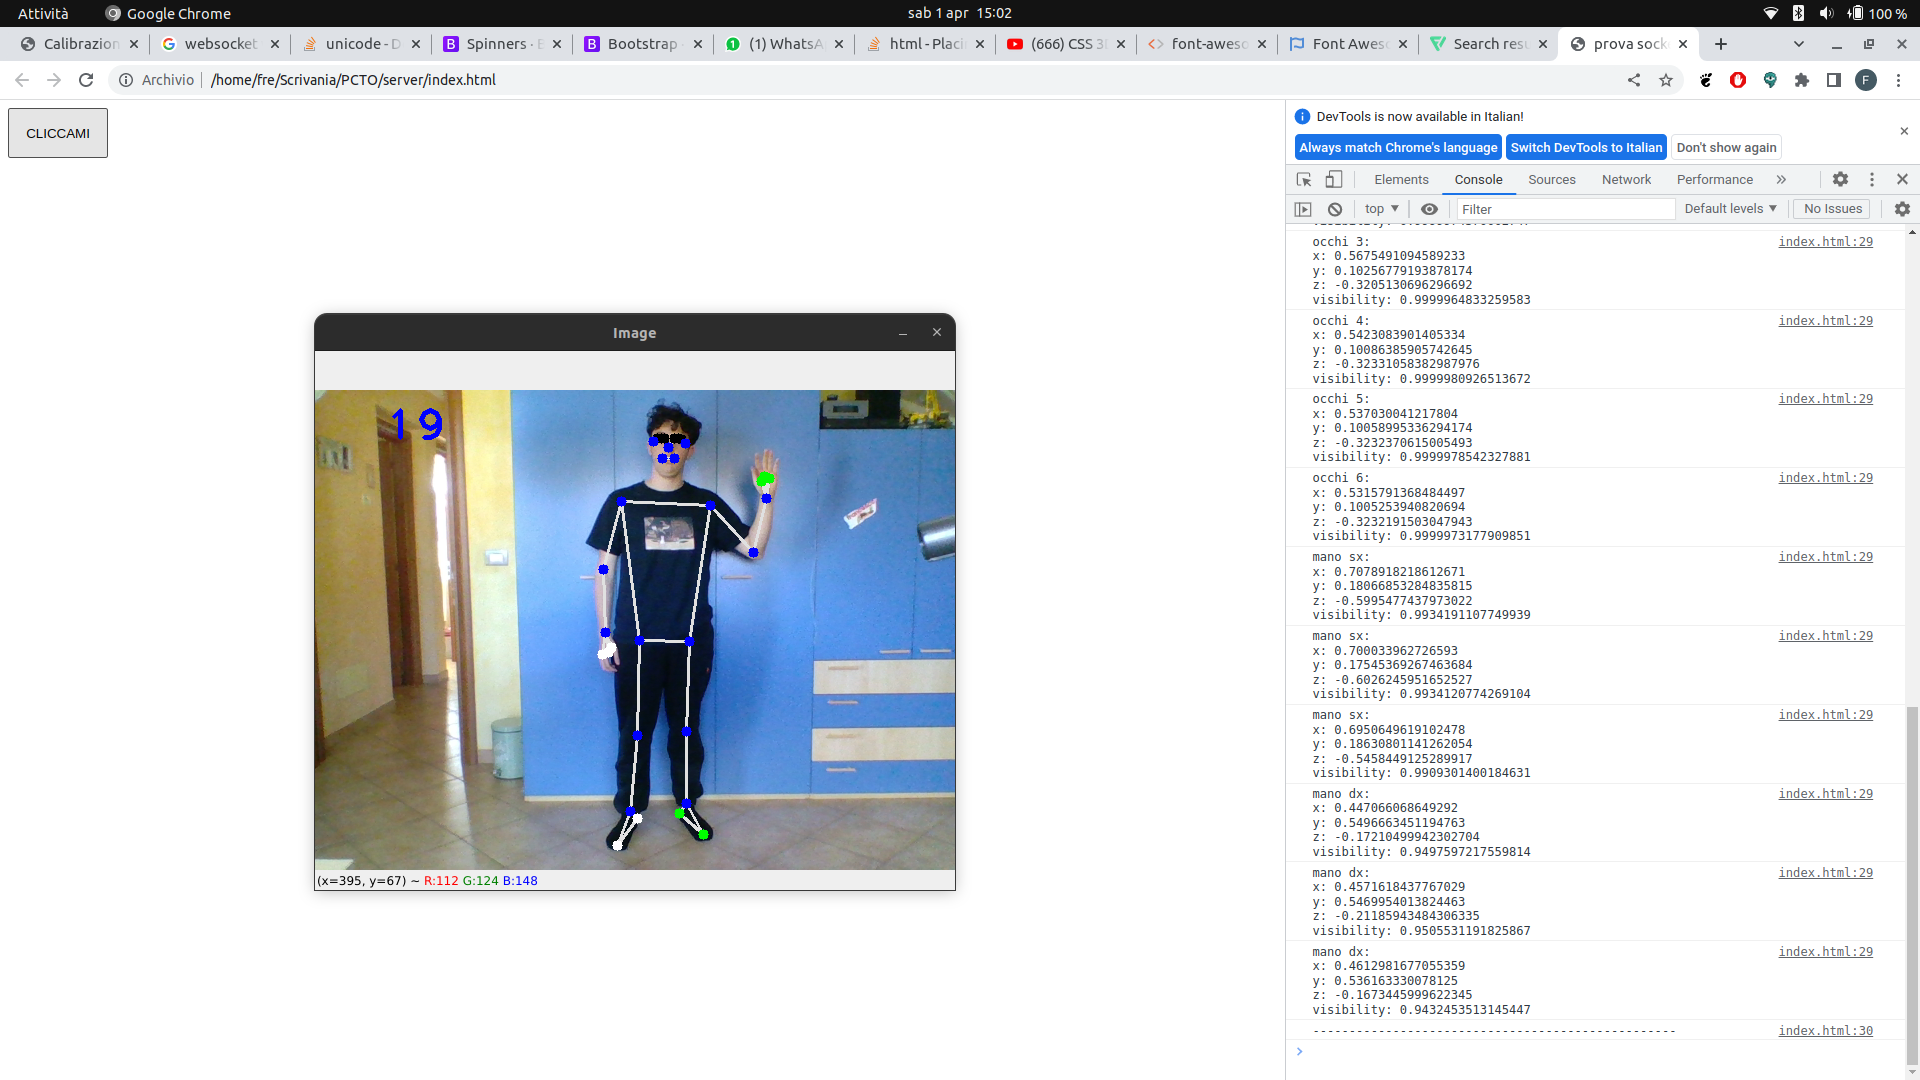 Attività
Google Chrome
sab 1 apr 15:02
100 %
Calibrazion
websocket
unicode - D
Spinners · B
Bootstrap ·
(1) WhatsA
html - Placi
(666) CSS 3
font-aweso
Font Awes
Search resu
prova sock
Archivio
/home/fre/Scrivania/PCTO/server/index.html
F
CLICCAMI
Image
19
(x=395, y=67) ~ R:112 G:124 B:148
DevTools is now available in Italian!
Always match Chrome's language
Switch DevTools to Italian
Don't show again
Elements
Console
Sources
Network
Performance
top
Filter
Default levels
No Issues
occhi 3:
index.html:29
x: 0.5675491094589233
y: 0.10256779193878174
z: -0.3205130696296692
visibility: 0.9999964833259583
occhi 4:
index.html:29
x: 0.5423083901405334
y: 0.10086385905742645
z: -0.32331058382987976
visibility: 0.9999980926513672
occhi 5:
index.html:29
x: 0.537030041217804
y: 0.10058995336294174
z: -0.3232370615005493
visibility: 0.9999978542327881
occhi 6:
index.html:29
x: 0.5315791368484497
y: 0.1005253940820694
z: -0.3232191503047943
visibility: 0.9999973177909851
mano sx:
index.html:29
x: 0.7078918218612671
y: 0.18066853284835815
z: -0.5995477437973022
visibility: 0.9934191107749939
mano sx:
index.html:29
x: 0.700033962726593
y: 0.17545369267463684
z: -0.6026245951652527
visibility: 0.9934120774269104
mano sx:
index.html:29
x: 0.6950649619102478
y: 0.18630801141262054
z: -0.5458449125289917
visibility: 0.9909301400184631
mano dx:
index.html:29
x: 0.447066068649292
y: 0.5496663451194763
z: -0.17210499942302704
visibility: 0.9497597217559814
mano dx:
index.html:29
x: 0.4571618437767029
y: 0.5469954013824463
z: -0.21185943484306335
visibility: 0.9505531191825867
mano dx:
index.html:29
x: 0.4612981677055359
y: 0.536163330078125
z: -0.1673445999622345
visibility: 0.9432453513145447
--------------------------------------------------
index.html:30